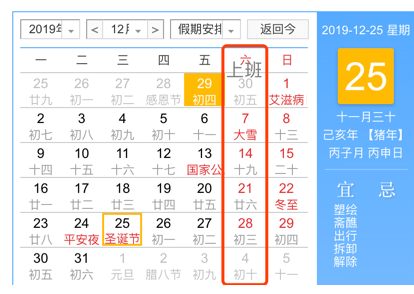 2019年 < 12月 > 假期安排 返回今
一 二 三 四 五 六 日
上班
25 26 27 28 29 30 1
廿九 初一 初二 感恩节 初四 初五 艾滋病
2 3 4 5 6 7 8
初七 初八 初九 初十 十一 大雪 十三
9 10 11 12 13 14 15
十四 十五 十六 十七 国家公 十九 二十
16 17 18 19 20 21 22
廿一 廿二 廿三 廿四 廿五 廿六 冬至
23 24 25 26 27 28 29
廿八 平安夜 圣诞节 初一 初二 初三 初四
30 31 1 2 3 4 5
初五 初六 元旦 腊八节 初九 初十 十一
2019-12-25 星期
25
十一月三十
己亥年 【猪年】
丙子月 丙申日
宜 忌
塑绘
斋醮
出行
拆卸
解除